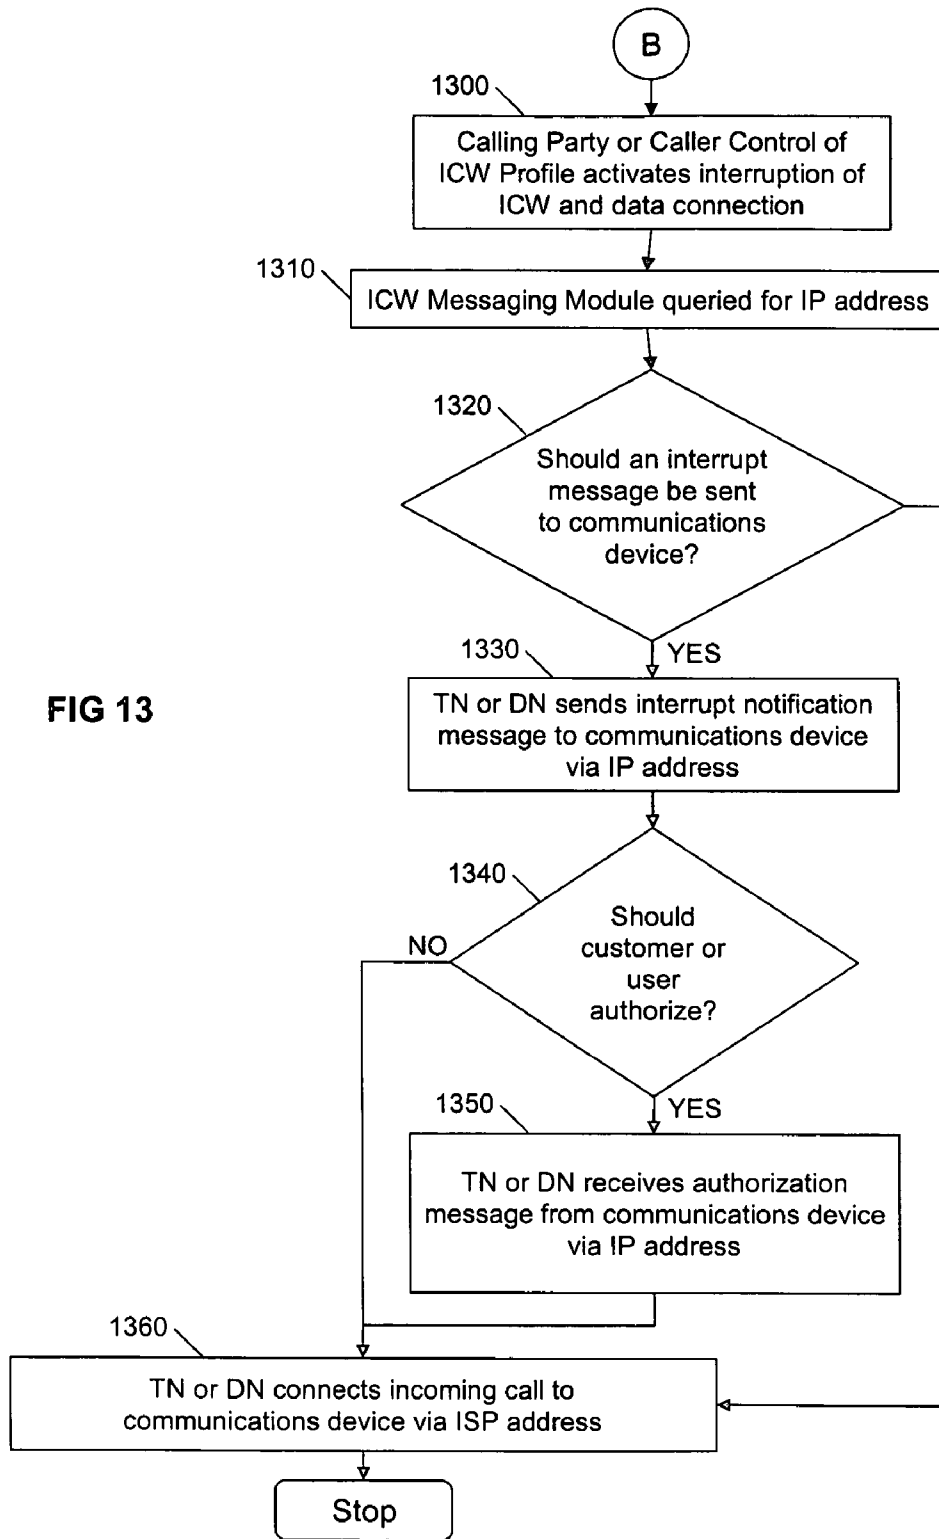 B
1300
Calling Party or Caller Control of
ICW Profile activates interruption of
ICW and data connection
1310
ICW Messaging Module queried for IP address
1320
Should an interrupt
message be sent
to communications
device?
YES
1330
TN or DN sends interrupt notification
message to communications device
via IP address
FIG 13
1340
Should
customer or
user
authorize?
NO
YES
1350
TN or DN receives authorization
message from communications device
via IP address
1360
TN or DN connects incoming call to
communications device via ISP address
Stop